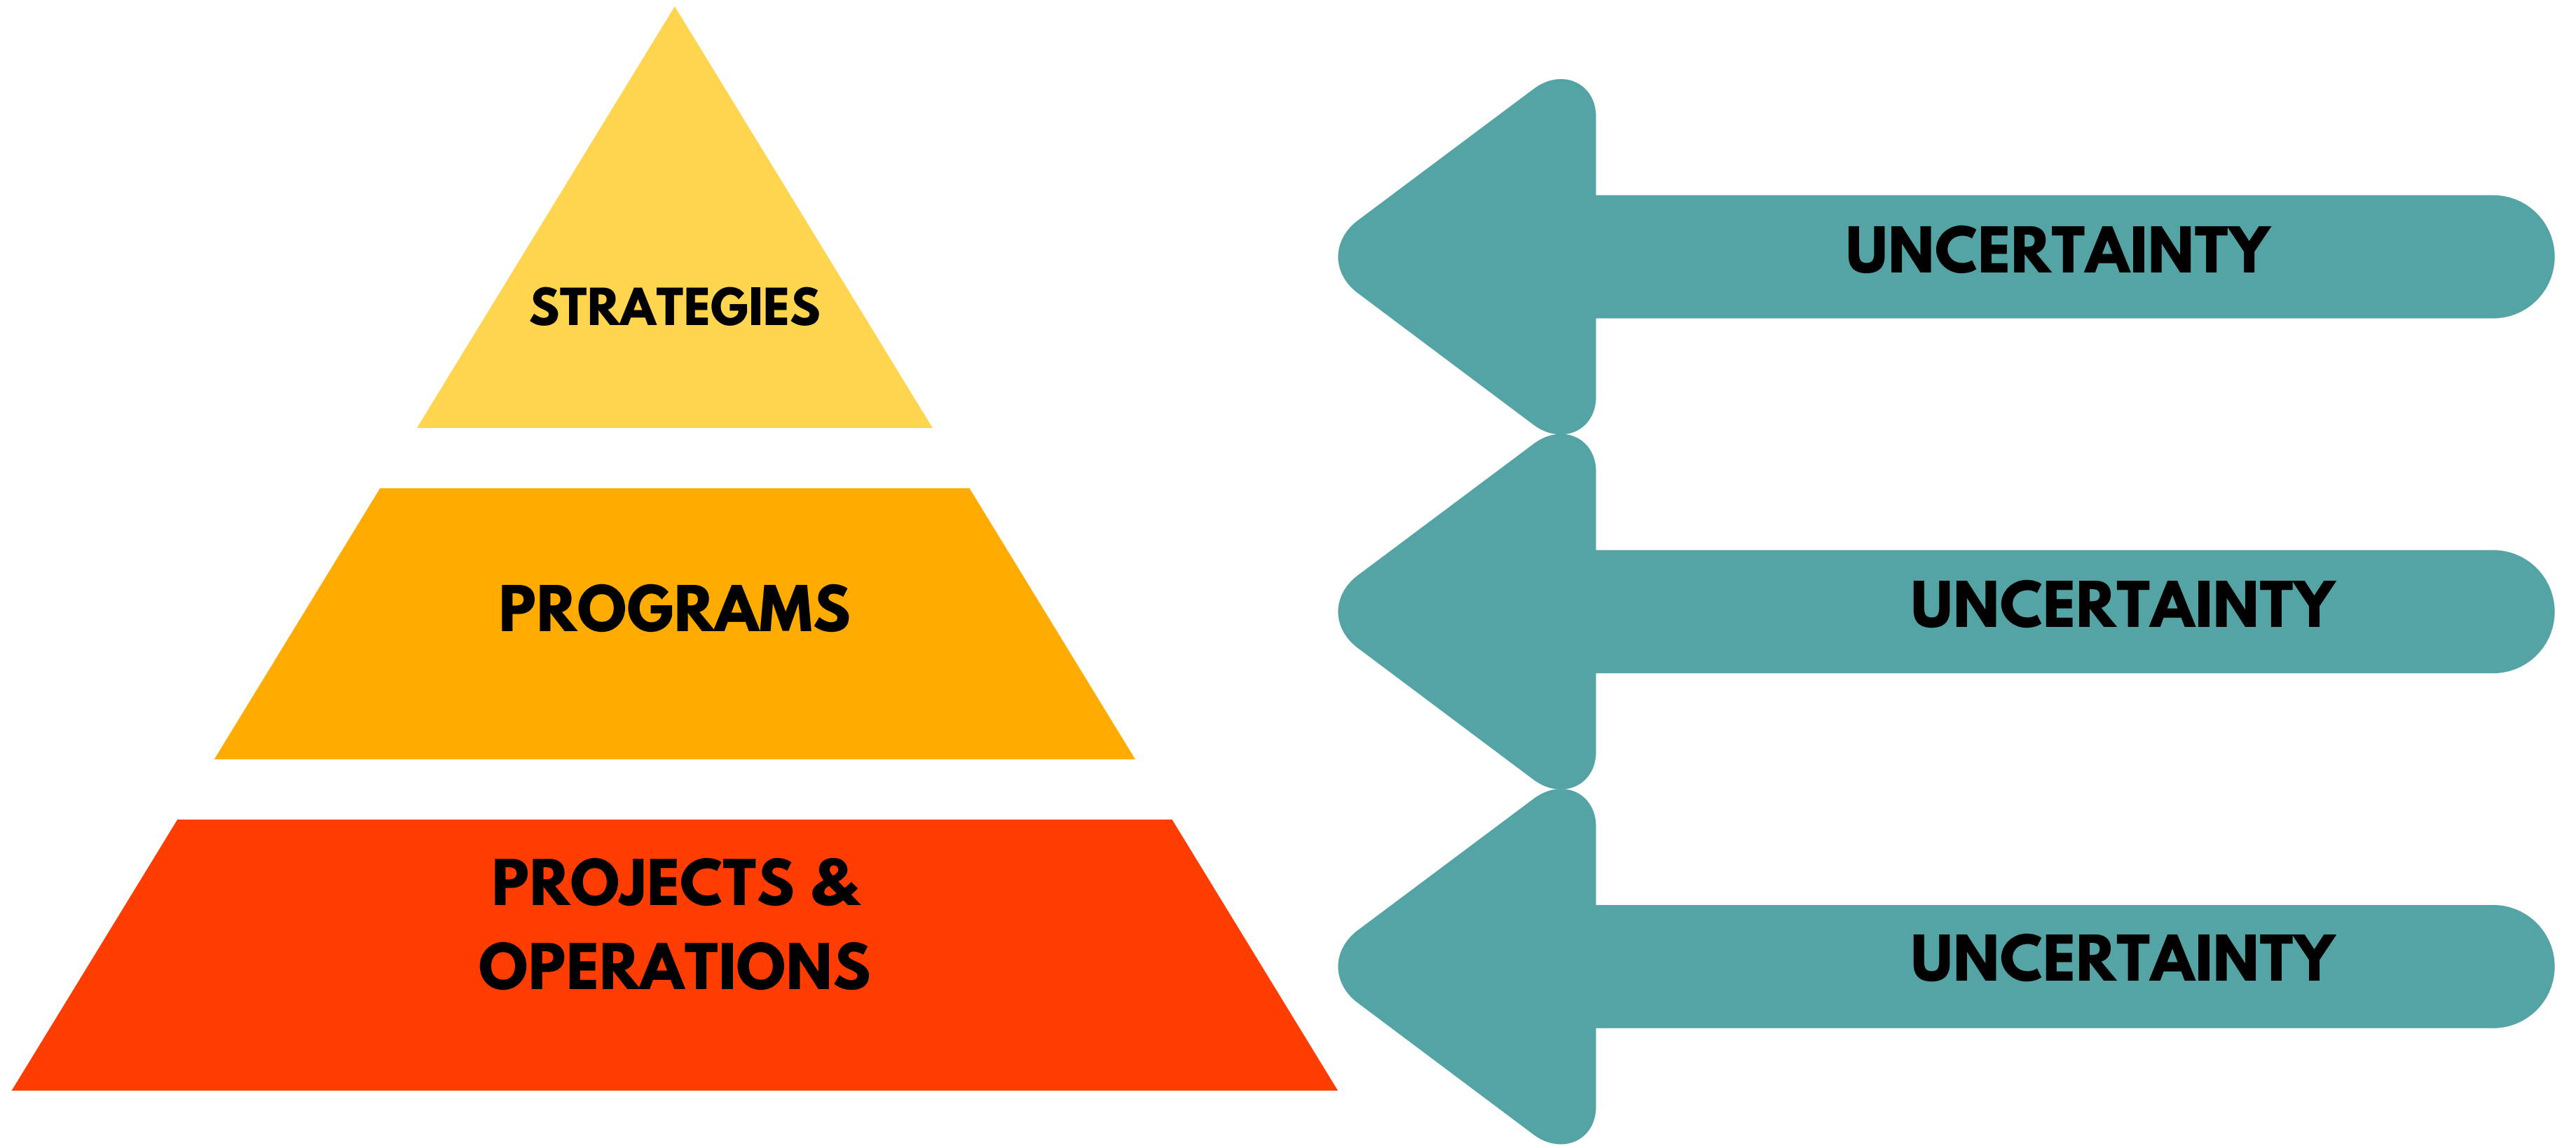 STRATEGIES
UNCERTAINTY
PROGRAMS
UNCERTAINTY
PROJECTS &
OPERATIONS
UNCERTAINTY